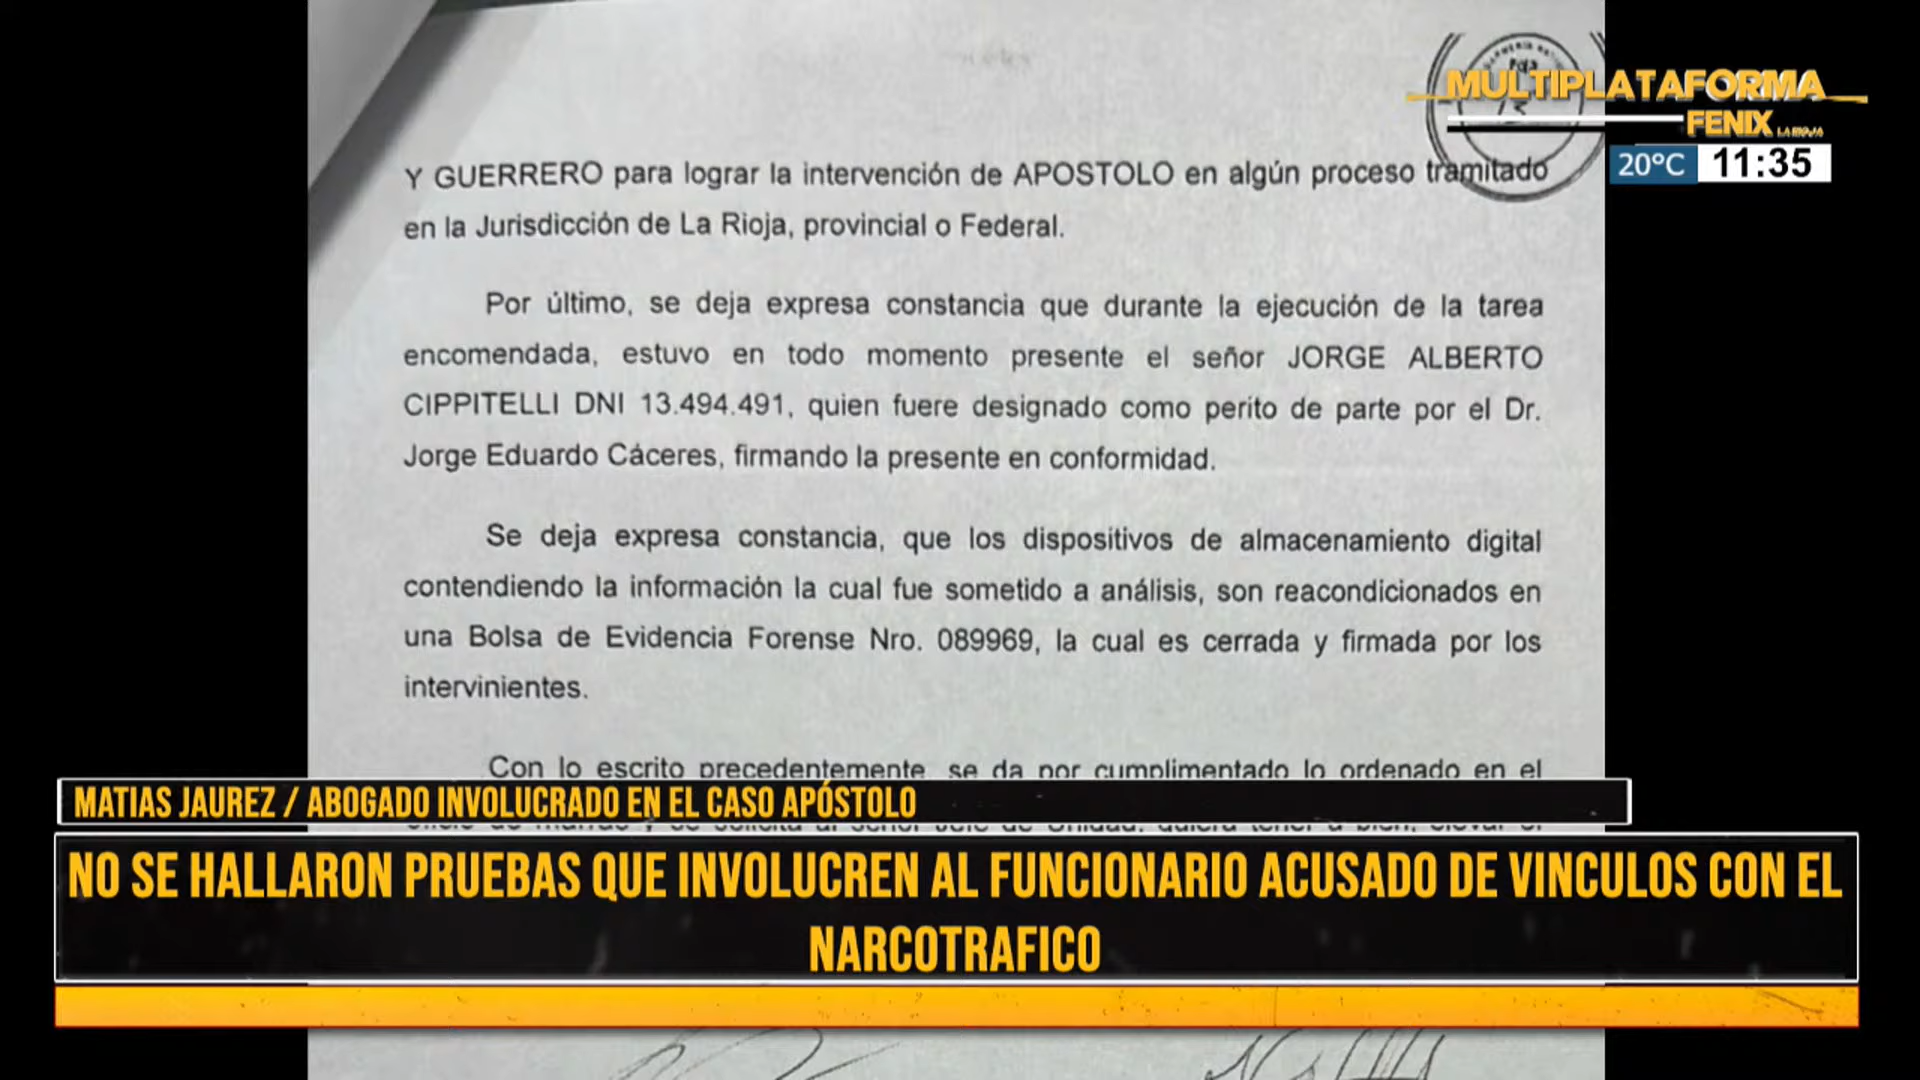 MULTIPLATAFORMA
FENIX LA RIOJA
20°C 11:35
Y GUERRERO para lograr la intervención de APOSTOLO en algún proceso tramitado
en la Jurisdicción de La Rioja, provincial o Federal.
Por último, se deja expresa constancia que durante la ejecución de la tarea
encomendada, estuvo en todo momento presente el señor JORGE ALBERTO
CIPPITELLI DNI 13.494.491, quien fuere designado como perito de parte por el Dr.
Jorge Eduardo Cáceres, firmando la presente en conformidad.
Se deja expresa constancia, que los dispositivos de almacenamiento digital
contendiendo la información la cual fue sometido a análisis, son reacondicionados en
una Bolsa de Evidencia Forense Nro. 089969, la cual es cerrada y firmada por los
intervinientes.
Con lo escrito precedentemente, se da por cumplimentado lo ordenado en el
MATIAS JAUREZ / ABOGADO INVOLUCRADO EN EL CASO APÓSTOLO
NO SE HALLARON PRUEBAS QUE INVOLUCREN AL FUNCIONARIO ACUSADO DE VINCULOS CON EL
NARCOTRAFICO